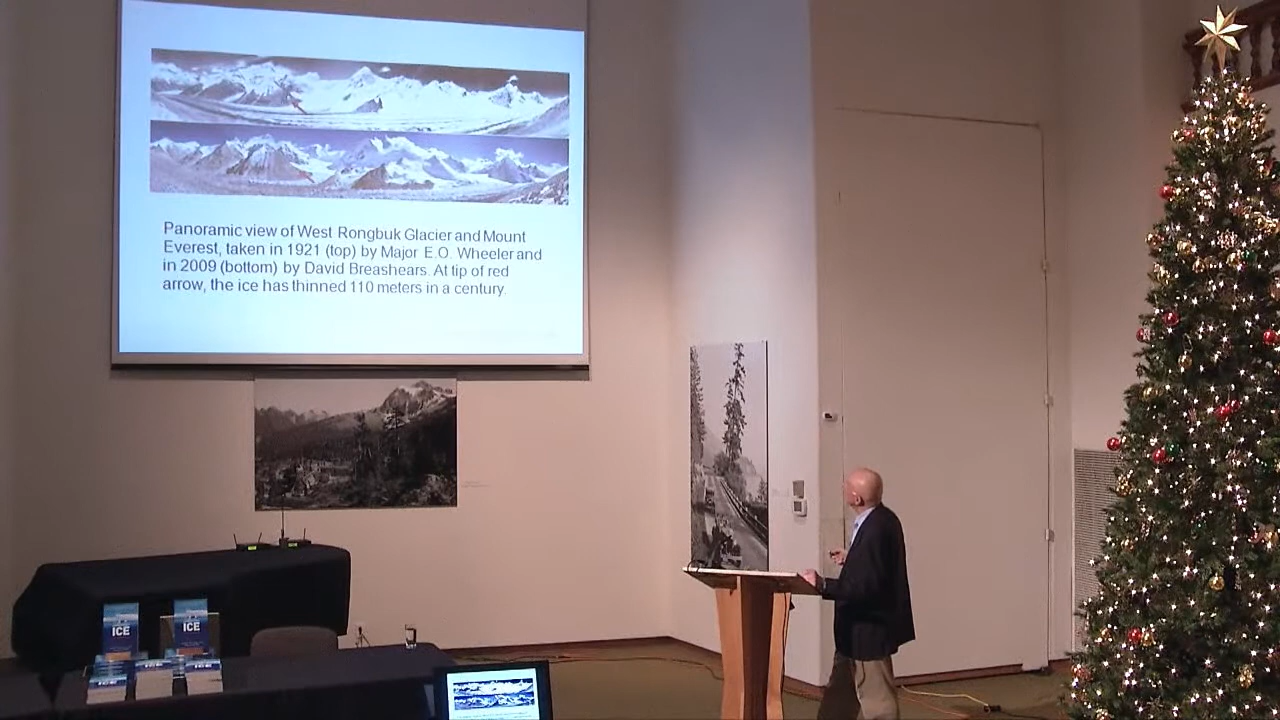 Panoramic view of West Rongbuk Glacier and Mount
Everest, taken in 1921 (top) by Major E.O. Wheeler and
in 2009 (bottom) by David Breashears. At tip of red
arrow, the ice has thinned 110 meters in a century.
ICE
ICE